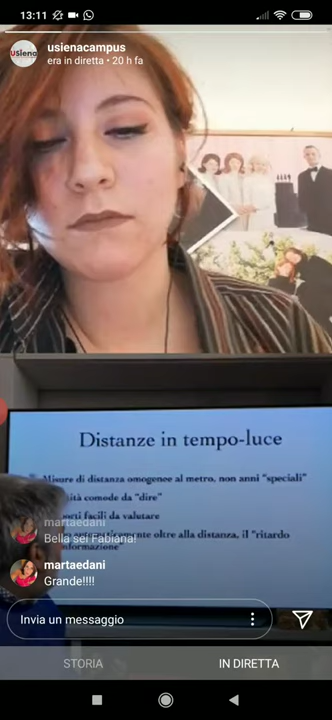 13:11
USiena
usienacampus
era in diretta • 20 h fa
Distanze in tempo-luce
Misure di distanza omogenee al metro, non anni "speciali"
ità comode da "dire"
facili da valutare
oltre alla distanza, il "ritardo
martaedani
Bella sei Fabiana!
martaedani
Grande!!!!
Invia un messaggio
STORIA
IN DIRETTA